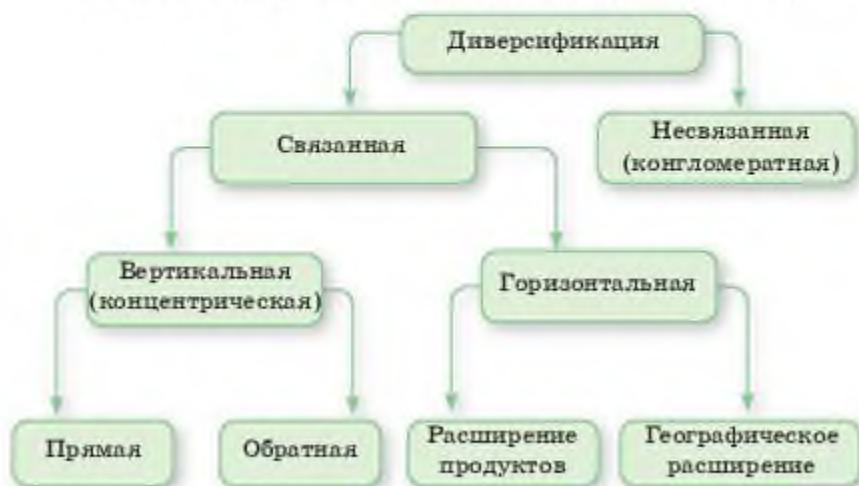 Диверсификация
Связанная
Несвязанная
(конгломератная)
Вертикальная
(концентрическая)
Горизонтальная
Прямая
Обратная
Расширение
продуктов
Географическое
расширение